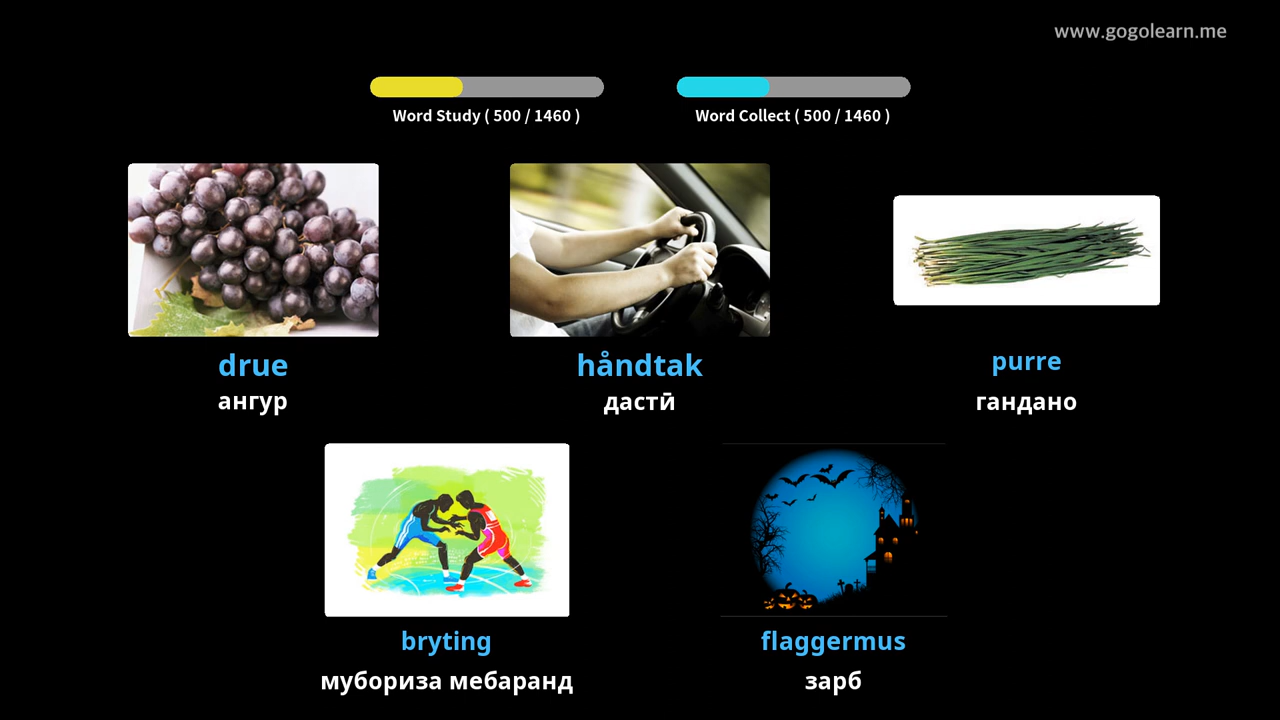 www.gogolearn.me
Word Study ( 500 / 1460 )
Word Collect ( 500 / 1460 )
drue
ангур
håndtak
дастӣ
purre
гандано
bryting
мубориза мебаранд
flaggermus
зарб